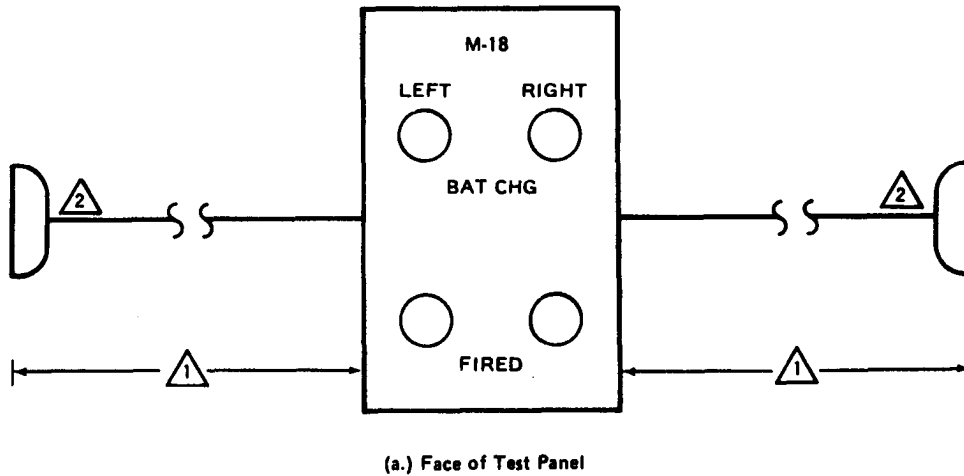 M-18
LEFT RIGHT
BAT CHG
2 2
FIRED
1 1
(a.) Face of Test Panel